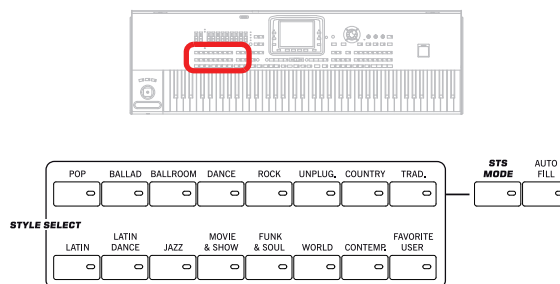 STS MODE AUTO FILL
POP BALLAD BALLROOM DANCE ROCK UNPLUG. COUNTRY TRAD.
STYLE SELECT
LATIN LATIN DANCE JAZZ MOVIE & SHOW FUNK & SOUL WORLD CONTEMP. FAVORITE USER